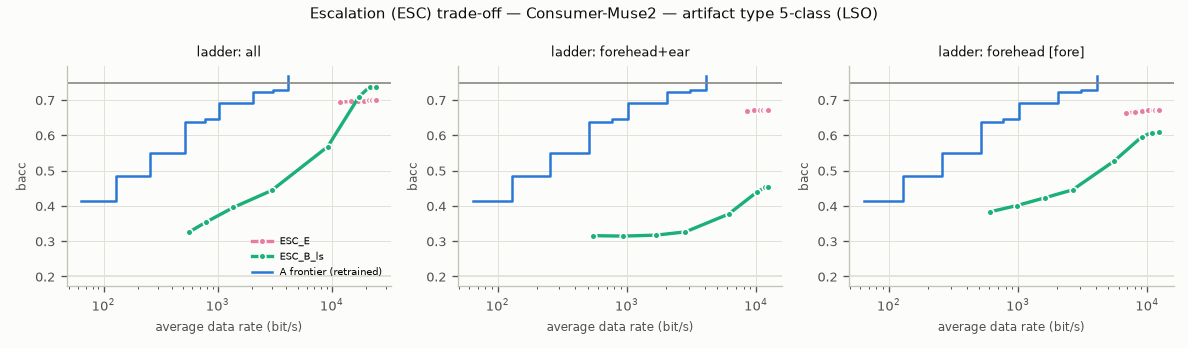 Escalation (ESC) trade-off — Consumer-Muse2 — artifact type 5-class (LSO)
ladder: all
ladder: forehead+ear
ladder: forehead [fore]
bacc
0.7
0.6
0.5
0.4
0.3
0.2
10²
10³
10⁴
average data rate (bit/s)
ESC_E
ESC_B_ls
A frontier (retrained)
bacc
0.7
0.6
0.5
0.4
0.3
0.2
10²
10³
10⁴
average data rate (bit/s)
bacc
0.7
0.6
0.5
0.4
0.3
0.2
10²
10³
10⁴
average data rate (bit/s)